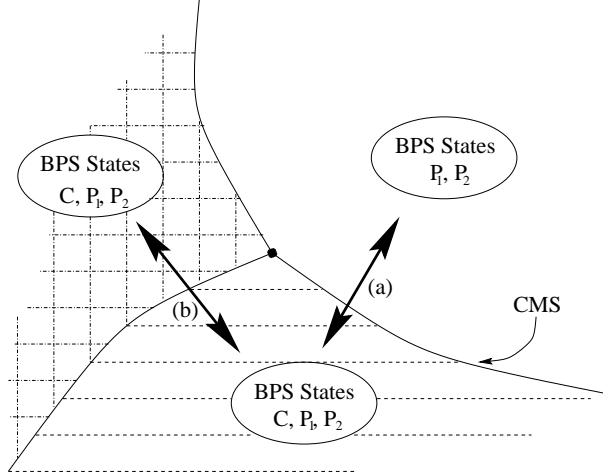 BPS States
P₁, P₂
BPS States
C, P₁, P₂
(a)
(b)
CMS
BPS States
C, P₁, P₂